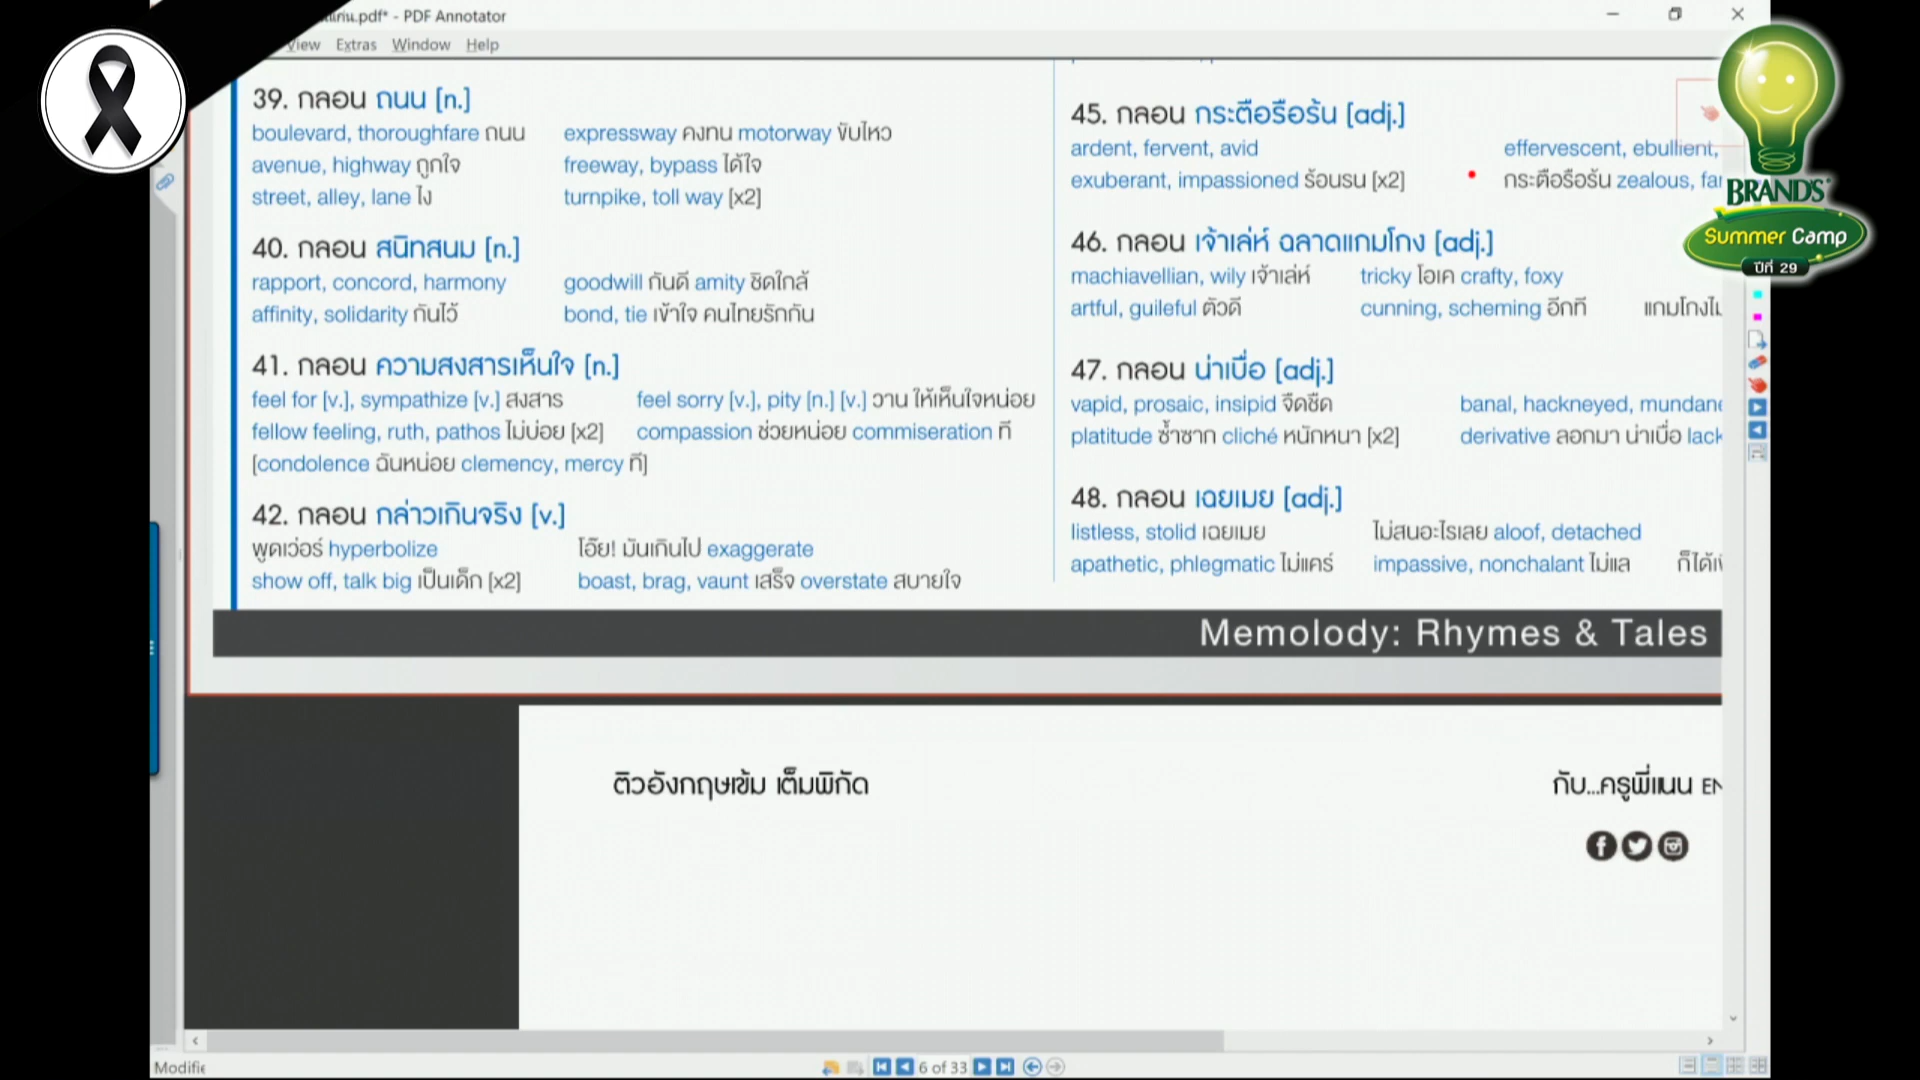 แก่น.pdf* - PDF Annotator
View Extras Window Help
39. กลอน ถนน [n.]
boulevard, thoroughfare ถนน expressway คงทน motorway ขับไหว
avenue, highway ถูกใจ freeway, bypass ได้ใจ
street, alley, lane ไง turnpike, toll way [x2]
40. กลอน สนิทสนม [n.]
rapport, concord, harmony goodwill กันดี amity ชิดใกล้
affinity, solidarity กันไว้ bond, tie เข้าใจ คนไทยรักกัน
41. กลอน ความสงสารเห็นใจ [n.]
feel for [v.], sympathize [v.] สงสาร feel sorry [v.], pity [n.] [v.] วาน ให้เห็นใจหน่อย
fellow feeling, ruth, pathos ไม่บ่อย [x2] compassion ช่วยหน่อย commiseration ที
[condolence ฉันหน่อย clemency, mercy ที]
42. กลอน กล่าวเกินจริง [v.]
พูดเว่อร์ hyperbolize โอ๊ย! มันเกินไป exaggerate
show off, talk big เป็นเด็ก [x2] boast, brag, vaunt เสร็จ overstate สบายใจ
45. กลอน กระตือรือร้น [adj.]
ardent, fervent, avid effervescent, ebullient,
exuberant, impassioned ร้อนรน [x2] กระตือรือร้น zealous,
46. กลอน เจ้าเล่ห์ ฉลาดแกมโกง [adj.]
machiavellian, wily เจ้าเล่ห์ tricky โอเค crafty, foxy
artful, guileful ตัวดี cunning, scheming อีกที แกมโกง
47. กลอน น่าเบื่อ [adj.]
vapid, prosaic, insipid จืดชืด banal, hackneyed, mundane
platitude ซ้ำซาก cliché หนักหนา [x2] derivative ลอกมา น่าเบื่อ lack
48. กลอน เฉยเมย [adj.]
listless, stolid เฉยเมย ไม่สนอะไรเลย aloof, detached
apathetic, phlegmatic ไม่แคร์ impassive, nonchalant ไม่แล ก็ได้
Memolody: Rhymes & Tales
ติวอังกฤษเข้ม เต็มพิกัด กับ...ครูพี่แนน EN
BRAND'S
Summer Camp
ปีที่ 29
6 of 33